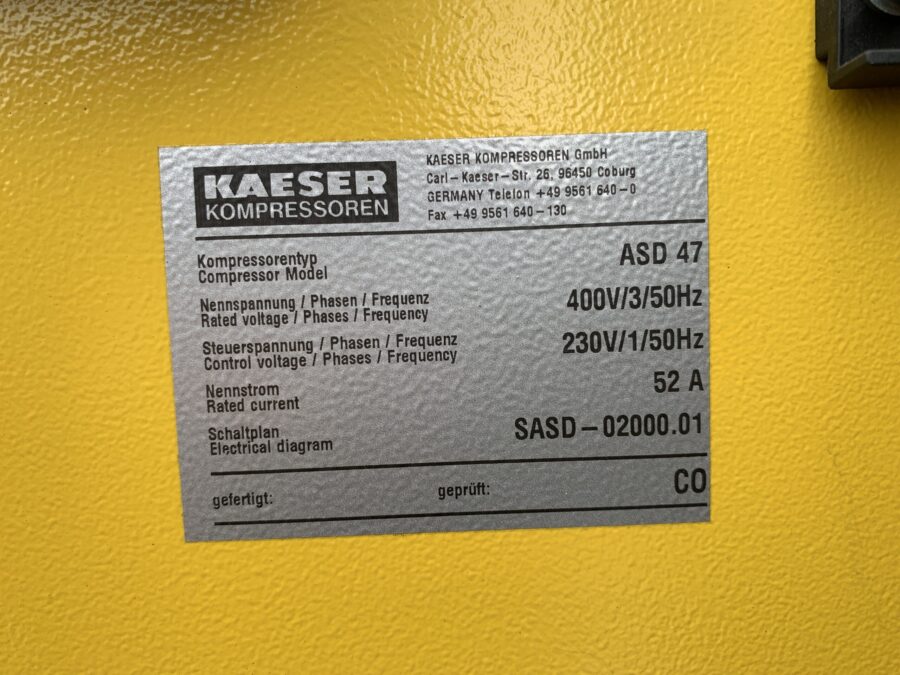 KAESER
KOMPRESSOREN
KAESER KOMPRESSOREN GmbH
Carl-Kaeser-Str. 26, 96450 Coburg
GERMANY Telefon +49 9561 640-0
Fax +49 9561 640-130
Kompressorentyp
Compressor Model
ASD 47
Nennspannung / Phasen / Frequenz
Rated voltage / Phases / Frequency
400V/3/50Hz
Steuerspannung / Phasen / Frequenz
Control voltage / Phases / Frequency
230V/1/50Hz
Nennstrom
Rated current
52 A
Schaltplan
Electrical diagram
SASD-02000.01
gefertigt:
geprüft:
CO